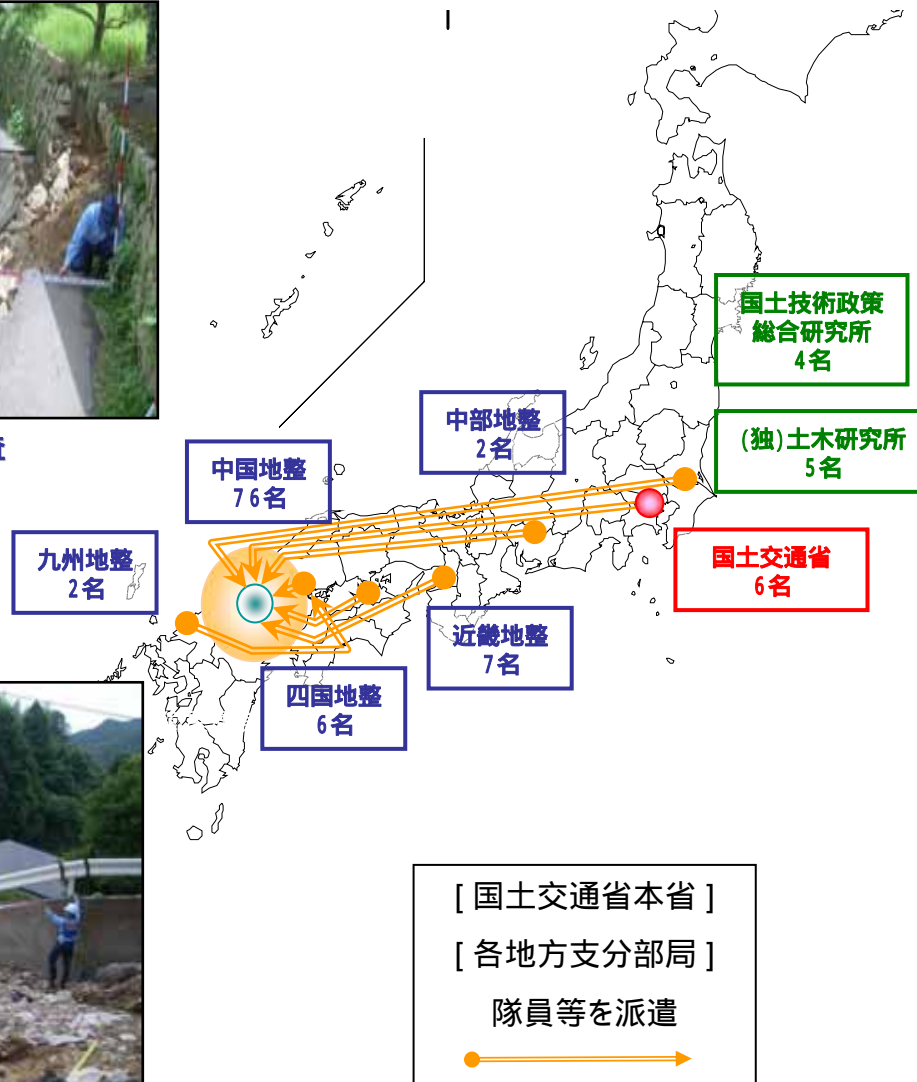 国土技術政策
総合研究所
4名
中部地整
2名
(独)土木研究所
5名
査
中国地整
76名
九州地整
2名
国土交通省
6名
近畿地整
7名
四国地整
6名
[国土交通省本省]
[各地方支分部局]
隊員等を派遣